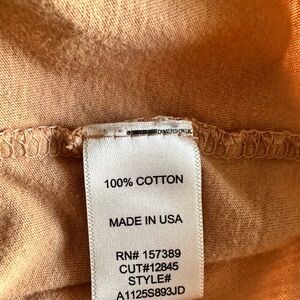 100% COTTON
MADE IN USA
RN# 157389
CUT#12845
STYLE#
A1125S893JD